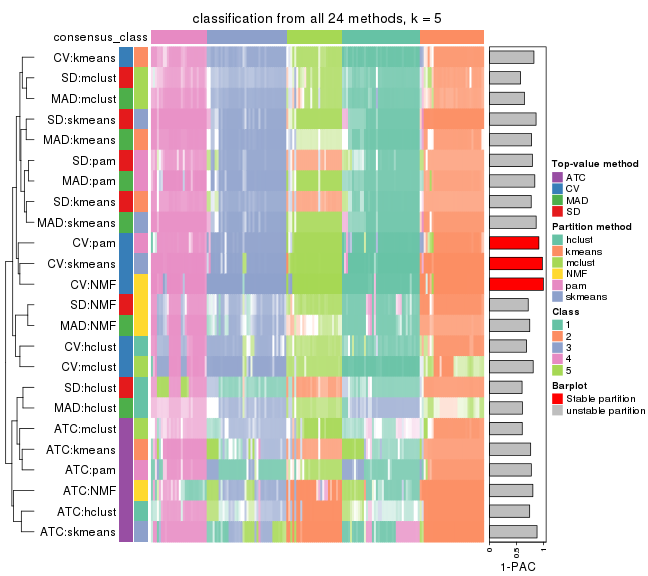 classification from all 24 methods, k = 5
consensus_class
CV:kmeans
SD:mclust
MAD:mclust
SD:skmeans
MAD:kmeans
SD:pam
MAD:pam
SD:kmeans
MAD:skmeans
CV:pam
CV:skmeans
CV:NMF
SD:NMF
MAD:NMF
CV:hclust
CV:mclust
SD:hclust
MAD:hclust
ATC:mclust
ATC:kmeans
ATC:pam
ATC:NMF
ATC:hclust
ATC:skmeans
0
0.5
1
1-PAC
Top-value method
ATC
CV
MAD
SD
Partition method
hclust
kmeans
mclust
NMF
pam
skmeans
Class
1
2
3
4
5
Barplot
Stable partition
unstable partition